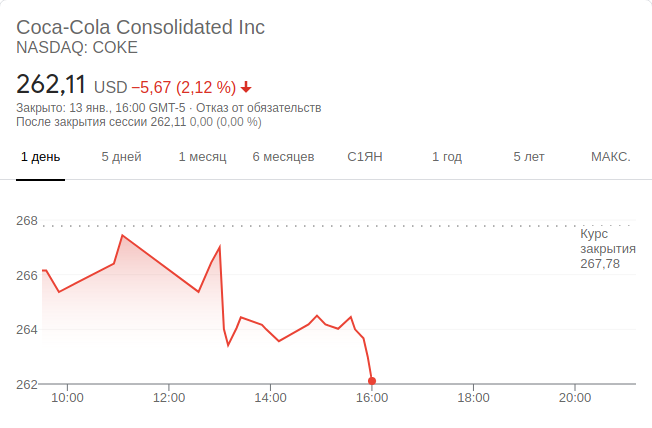 Coca-Cola Consolidated Inc
NASDAQ: COKE
262,11 USD −5,67 (2,12 %)
Закрыто: 13 янв., 16:00 GMT-5 · Отказ от обязательств
После закрытия сессии 262,11 0,00 (0,00 %)
1 день 5 дней 1 месяц 6 месяцев С1ЯН 1 год 5 лет МАКС.
268
Курс
закрытия
267,78
266
264
262
10:00 12:00 14:00 16:00 18:00 20:00